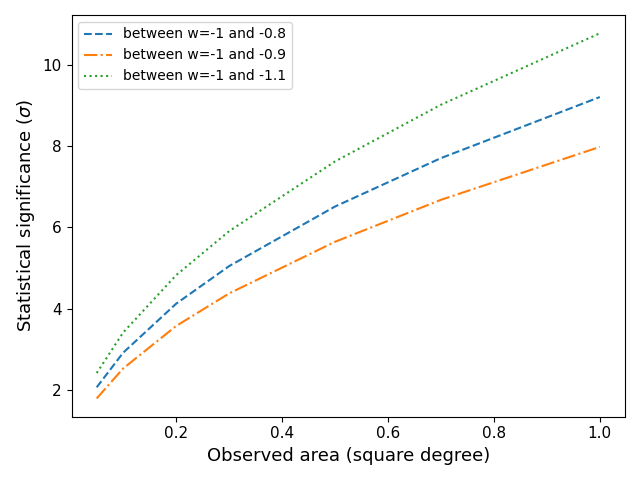 between w=-1 and -0.8
between w=-1 and -0.9
between w=-1 and -1.1
10
8
6
4
2
Statistical significance (σ)
0.2 0.4 0.6 0.8 1.0
Observed area (square degree)